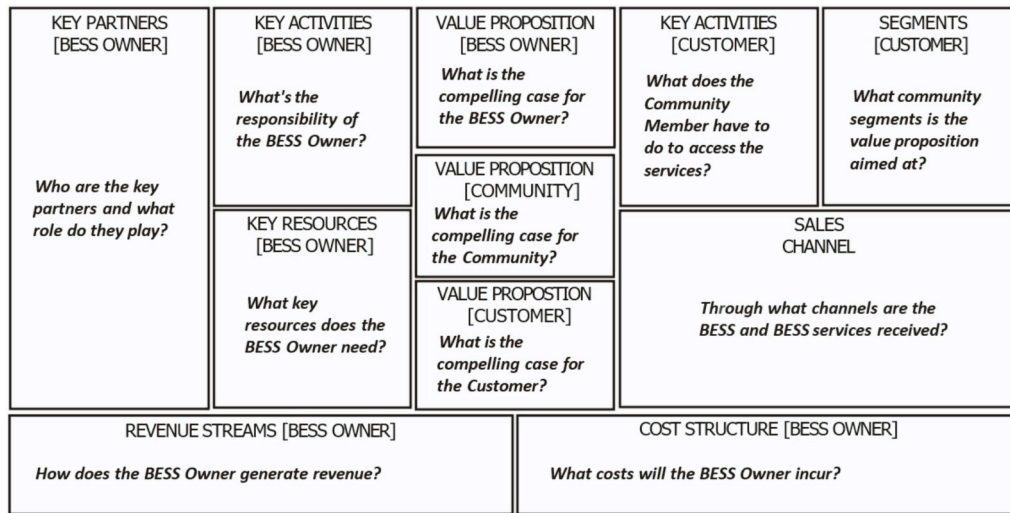 KEY PARTNERS
[BESS OWNER]
Who are the key
partners and what
role do they play?
KEY ACTIVITIES
[BESS OWNER]
What's the
responsibility of
the BESS Owner?
KEY RESOURCES
[BESS OWNER]
What key
resources does the
BESS Owner need?
VALUE PROPOSITION
[BESS OWNER]
What is the
compelling case for
the BESS Owner?
VALUE PROPOSITION
[COMMUNITY]
What is the
compelling case for
the Community?
VALUE PROPOSTION
[CUSTOMER]
What is the
compelling case for
the Customer?
KEY ACTIVITIES
[CUSTOMER]
What does the
Community
Member have to
do to access the
services?
SEGMENTS
[CUSTOMER]
What community
segments is the
value proposition
aimed at?
SALES
CHANNEL
Through what channels are the
BESS and BESS services received?
REVENUE STREAMS [BESS OWNER]
How does the BESS Owner generate revenue?
COST STRUCTURE [BESS OWNER]
What costs will the BESS Owner incur?